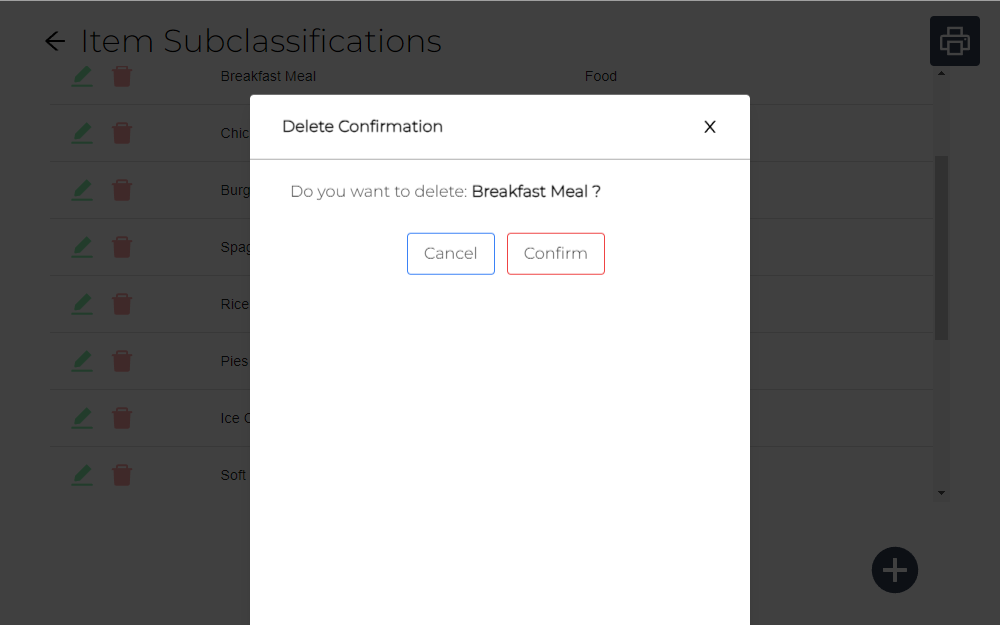 Item Subclassifications
Breakfast Meal Food
Delete Confirmation X
Chic
Do you want to delete: Breakfast Meal ?
Burg
Spag
Cancel Confirm
Rice
Pies
Ice C
Soft